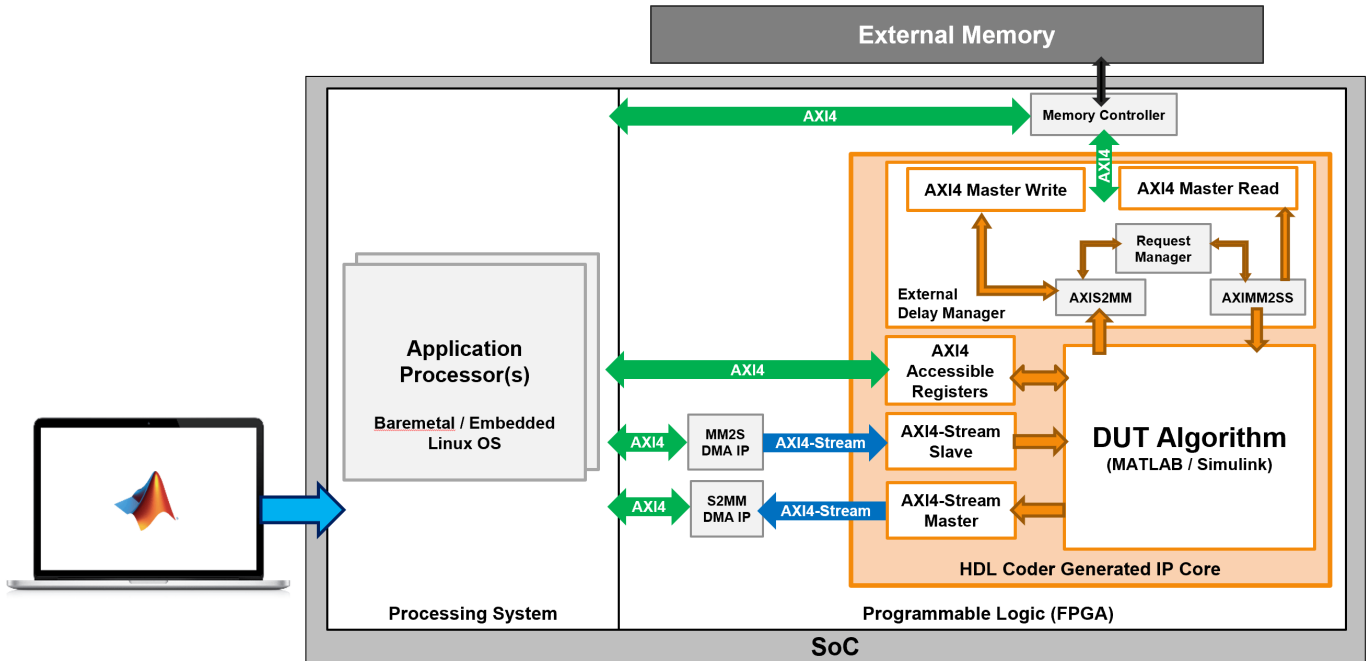 External Memory
AXI4
Memory Controller
AXI4
AXI4 Master Write
AXI4 Master Read
Request
Manager
AXIS2MM
AXIMM2SS
External
Delay Manager
Application
Processor(s)
Baremetal / Embedded
Linux OS
AXI4
AXI4
Accessible
Registers
DUT Algorithm
(MATLAB / Simulink)
AXI4
MM2S
DMA IP
AXI4-Stream
AXI4-Stream
Slave
AXI4
S2MM
DMA IP
AXI4-Stream
AXI4-Stream
Master
HDL Coder Generated IP Core
Processing System
Programmable Logic (FPGA)
SoC